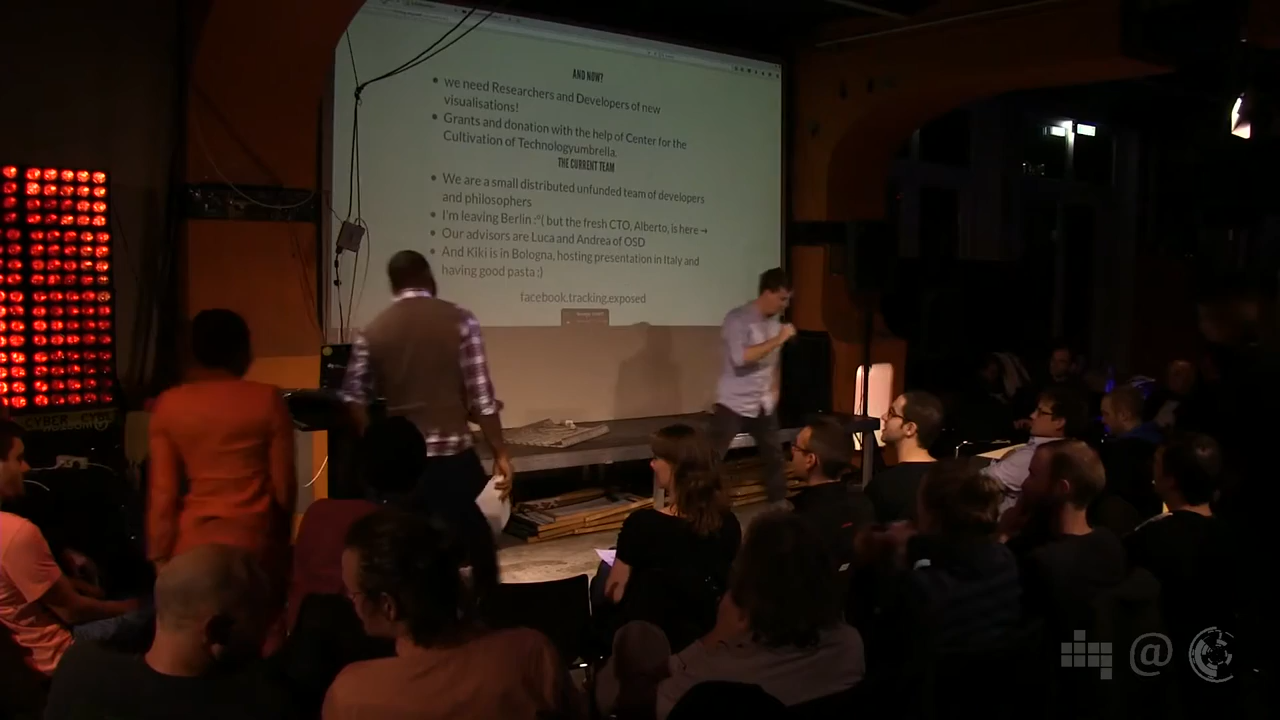 AND NOW?
• we need Researchers and Developers of new
visualisations!
• Grants and donation with the help of Center for the
Cultivation of Technologyumbrella.
THE CURRENT TEAM
• We are a small distributed unfunded team of developers
and philosophers
• I'm leaving Berlin :°( but the fresh CTO, Alberto, is here →
• Our advisors are Luca and Andrea of OSD
• And Kiki is in Bologna, hosting presentation in Italy and
having good pasta :)
facebook.tracking.exposed
CYBER CYBE
@